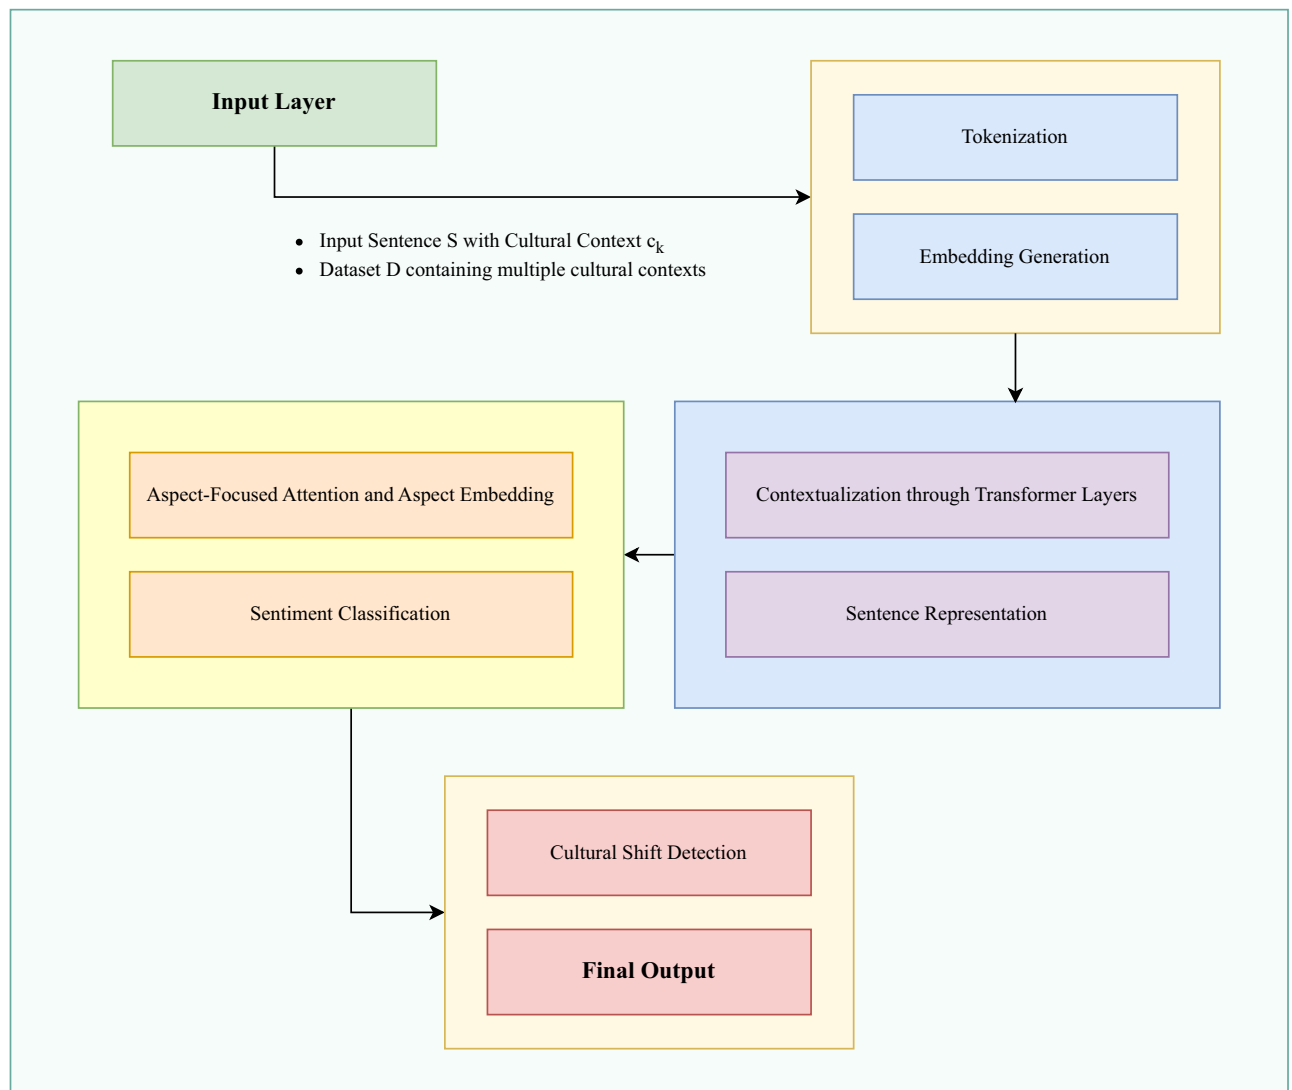 Input Layer
Tokenization
Embedding Generation
• Input Sentence S with Cultural Context c_k
• Dataset D containing multiple cultural contexts
Contextualization through Transformer Layers
Sentence Representation
Aspect-Focused Attention and Aspect Embedding
Sentiment Classification
Cultural Shift Detection
Final Output